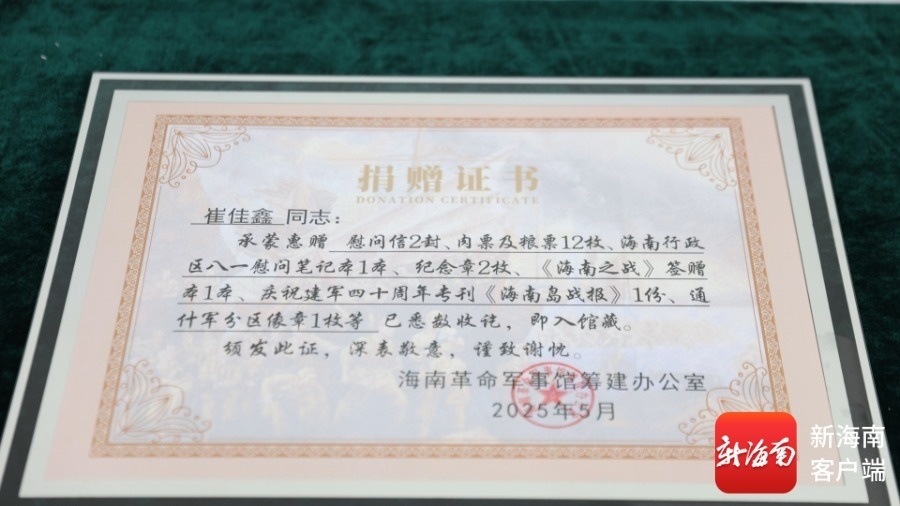 捐赠证书
DONATION CERTIFICATE
崔佳鑫 同志：
承蒙惠赠 慰问信2封、肉票及粮票12枚、海南行政
区八一慰问笔记本1本、纪念章2枚、《海南之战》签赠
本1本、庆祝建军四十周年专刊《海南岛战报》1份、通
什军分区像章1枚等 已悉数收讫，即入馆藏。
颁发此证，深表敬意，谨致谢忱。
海南革命军事馆筹建办公室
2025年5月
新海南
新海南
客户端